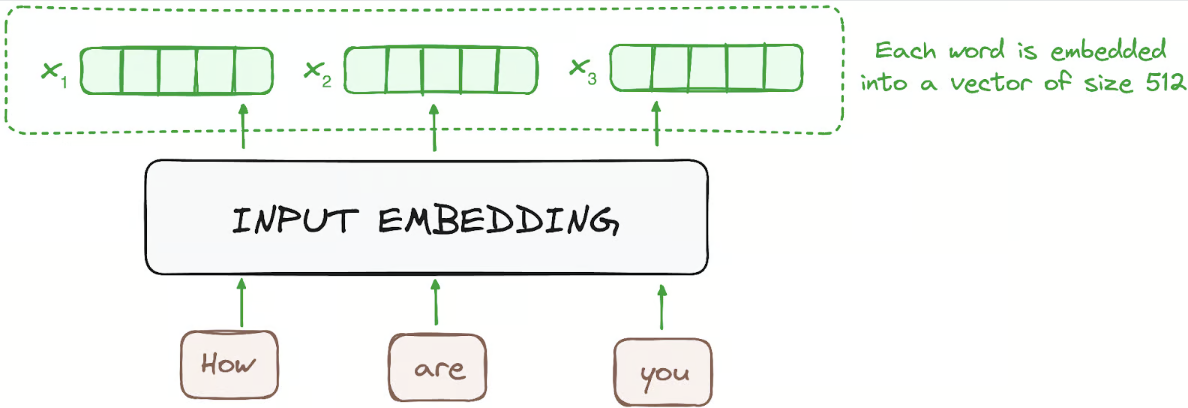 x₁
x₂
x₃
Each word is embedded
into a vector of size 512
INPUT EMBEDDING
How
are
you